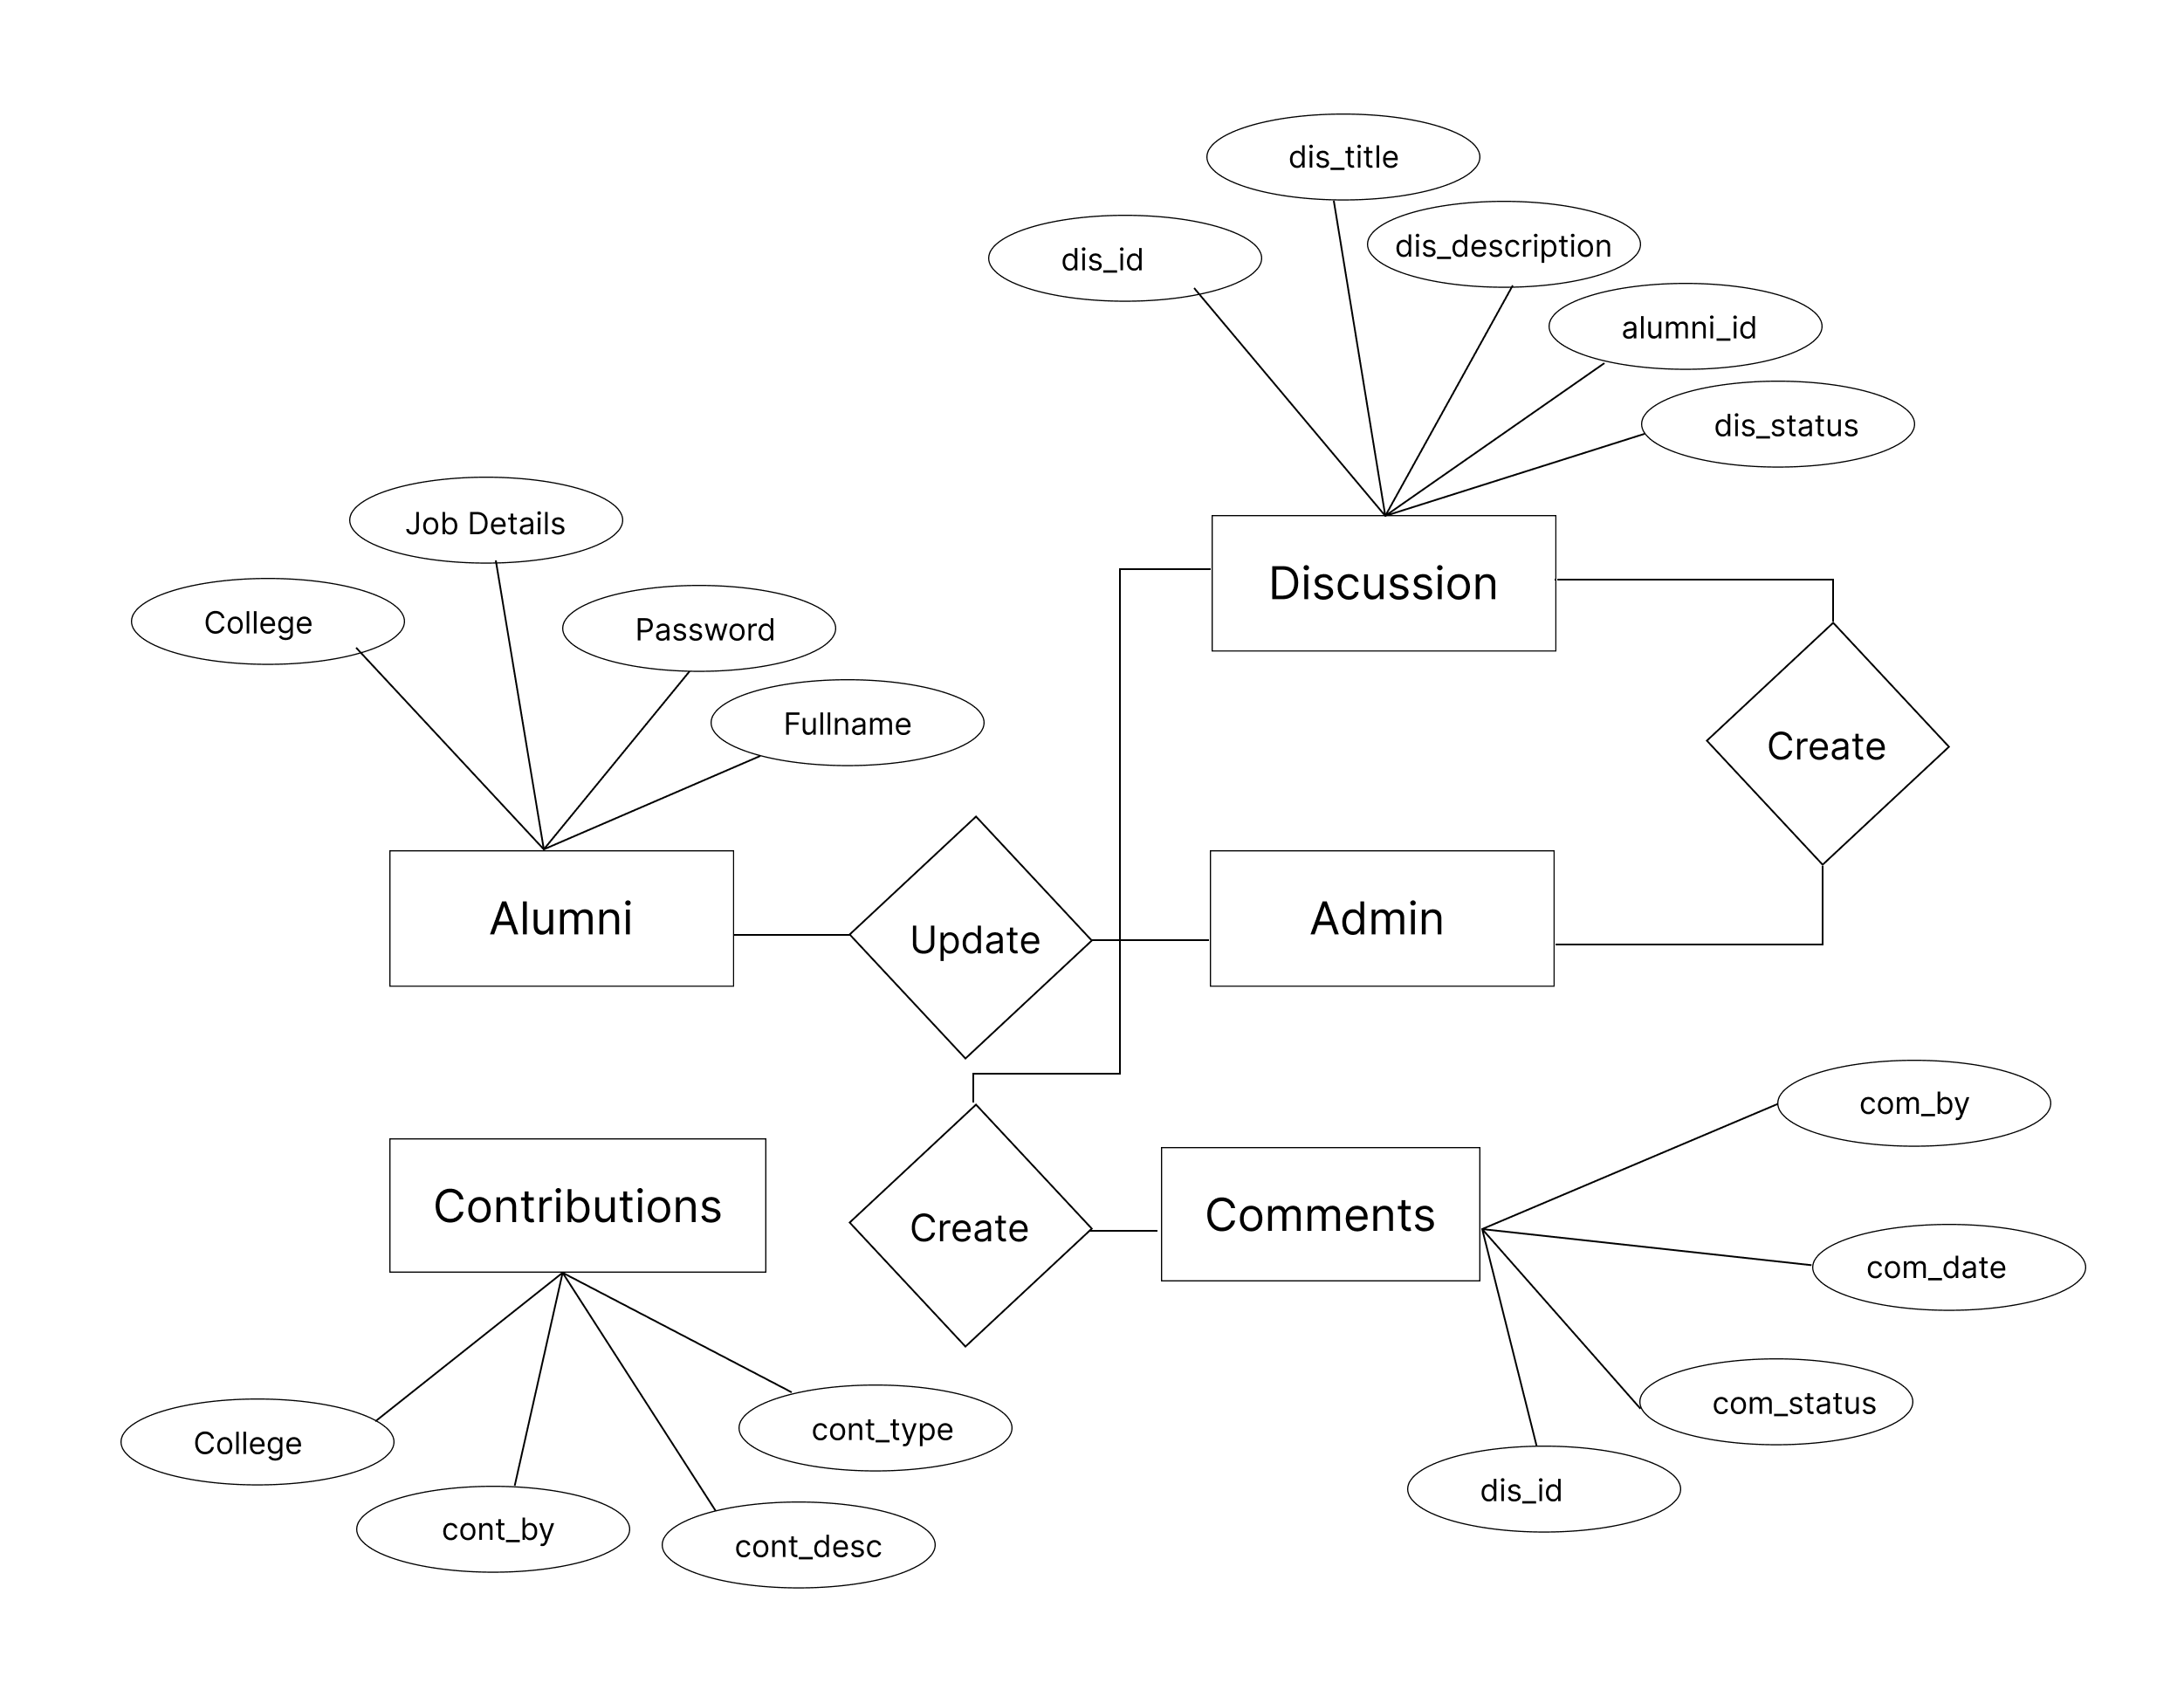 dis_title
dis_description
dis_id
alumni_id
dis_status
Job Details
College
Password
Fullname
Discussion
Create
Alumni
Update
Admin
Contributions
Create
Comments
com_by
com_date
com_status
dis_id
College
cont_type
cont_by
cont_desc